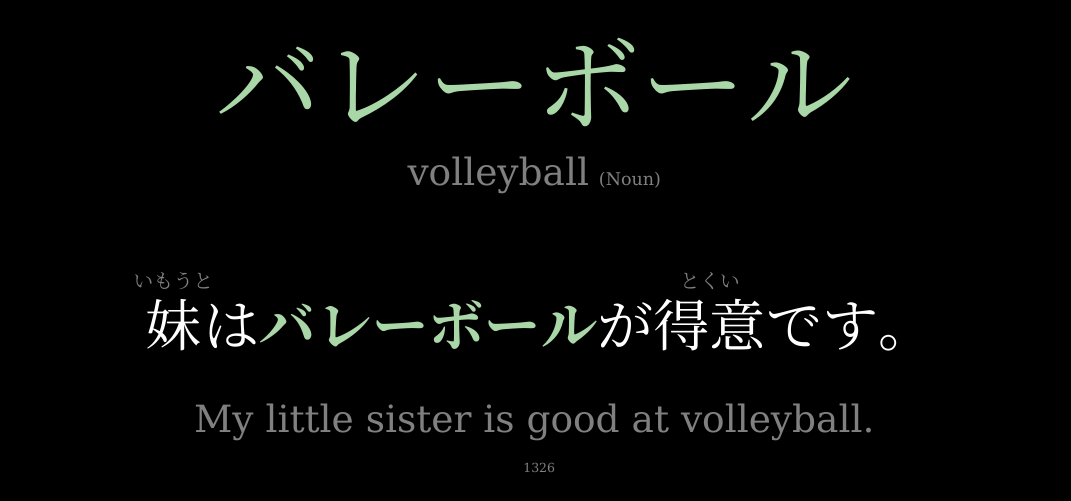 バレーボール
volleyball (Noun)
いもうと とくい
妹はバレーボールが得意です。
My little sister is good at volleyball.
1326